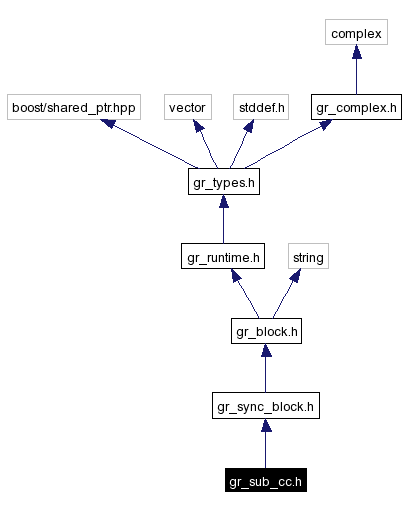 complex
boost/shared_ptr.hpp
vector
stddef.h
gr_complex.h
gr_types.h
gr_runtime.h
string
gr_block.h
gr_sync_block.h
gr_sub_cc.h